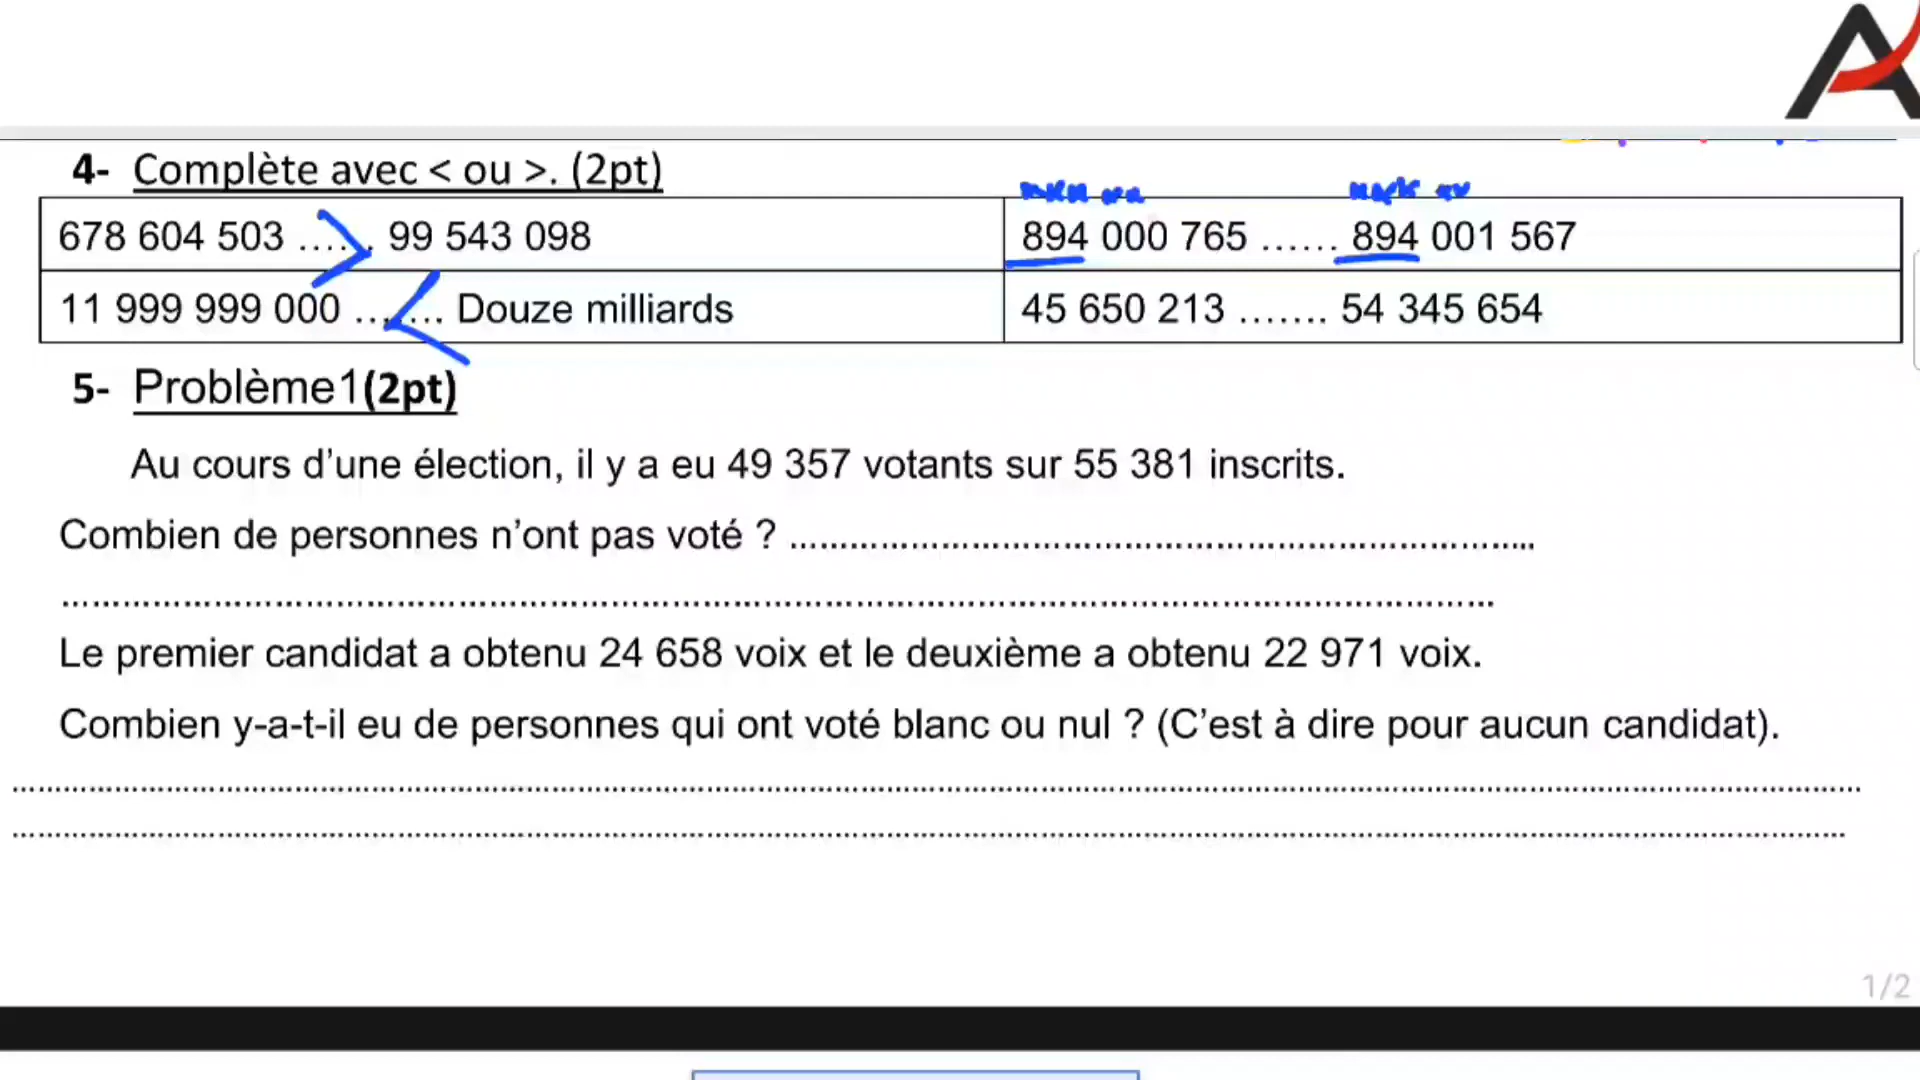 4- Complète avec < ou >. (2pt)
678 604 503 ...... > 99 543 098
894 000 765 ...... 894 001 567
11 999 999 000 ....... < Douze milliards
45 650 213 ....... 54 345 654
5- Problème1(2pt)
Au cours d’une élection, il y a eu 49 357 votants sur 55 381 inscrits.
Combien de personnes n’ont pas voté ? ........................................
........................................
Le premier candidat a obtenu 24 658 voix et le deuxième a obtenu 22 971 voix.
Combien y-a-t-il eu de personnes qui ont voté blanc ou nul ? (C’est à dire pour aucun candidat).
........................................
........................................
1/2